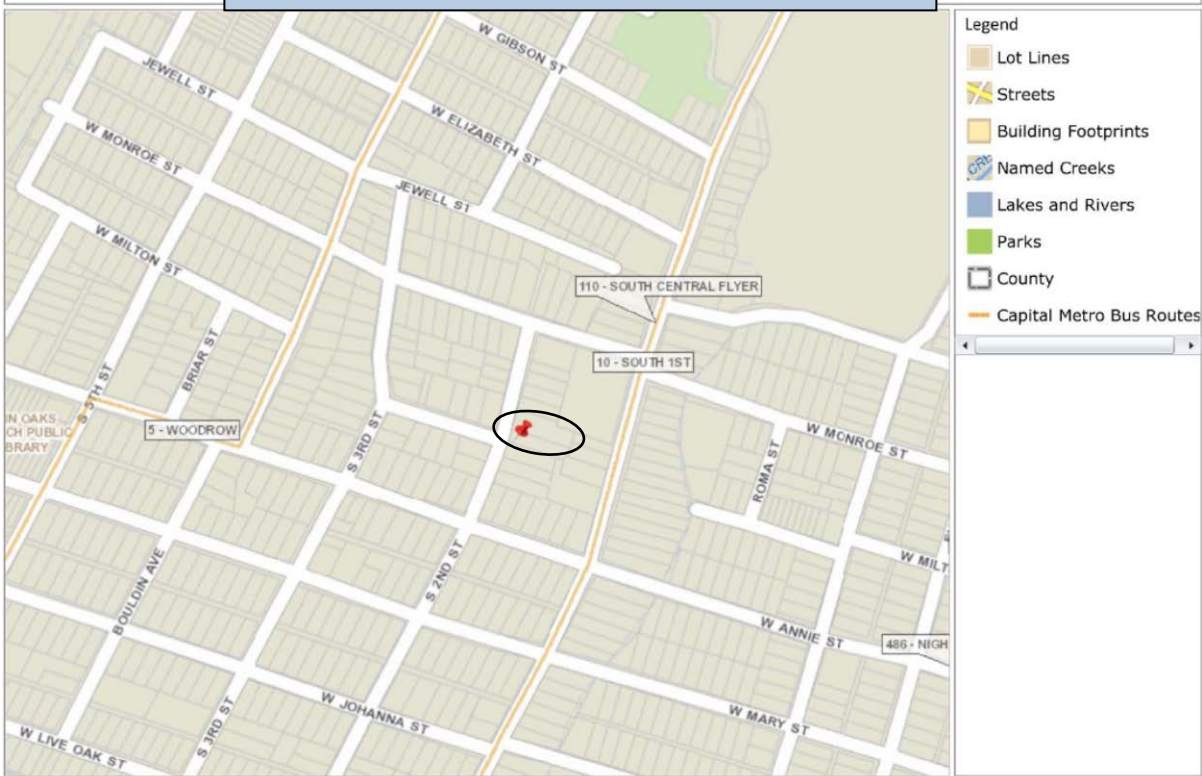 W GIBSON ST
JEWELL ST
W ELIZABETH ST
W MONROE ST
JEWELL ST
W MILTON ST
110 - SOUTH CENTRAL FLYER
BRIAR ST
10 - SOUTH 1ST
S 5TH ST
IN OAKS
CH PUBLIC
BRARY
5 - WOODROW
S 3RD ST
W MONROE ST
ROMA ST
W MILT
S 2ND ST
BOULDIN AVE
W ANNIE ST
486 - NIGH
S 3RD ST
W JOHANNA ST
W MARY ST
W LIVE OAK ST
Legend
Lot Lines
Streets
Building Footprints
CRE
Named Creeks
Lakes and Rivers
Parks
County
Capital Metro Bus Routes